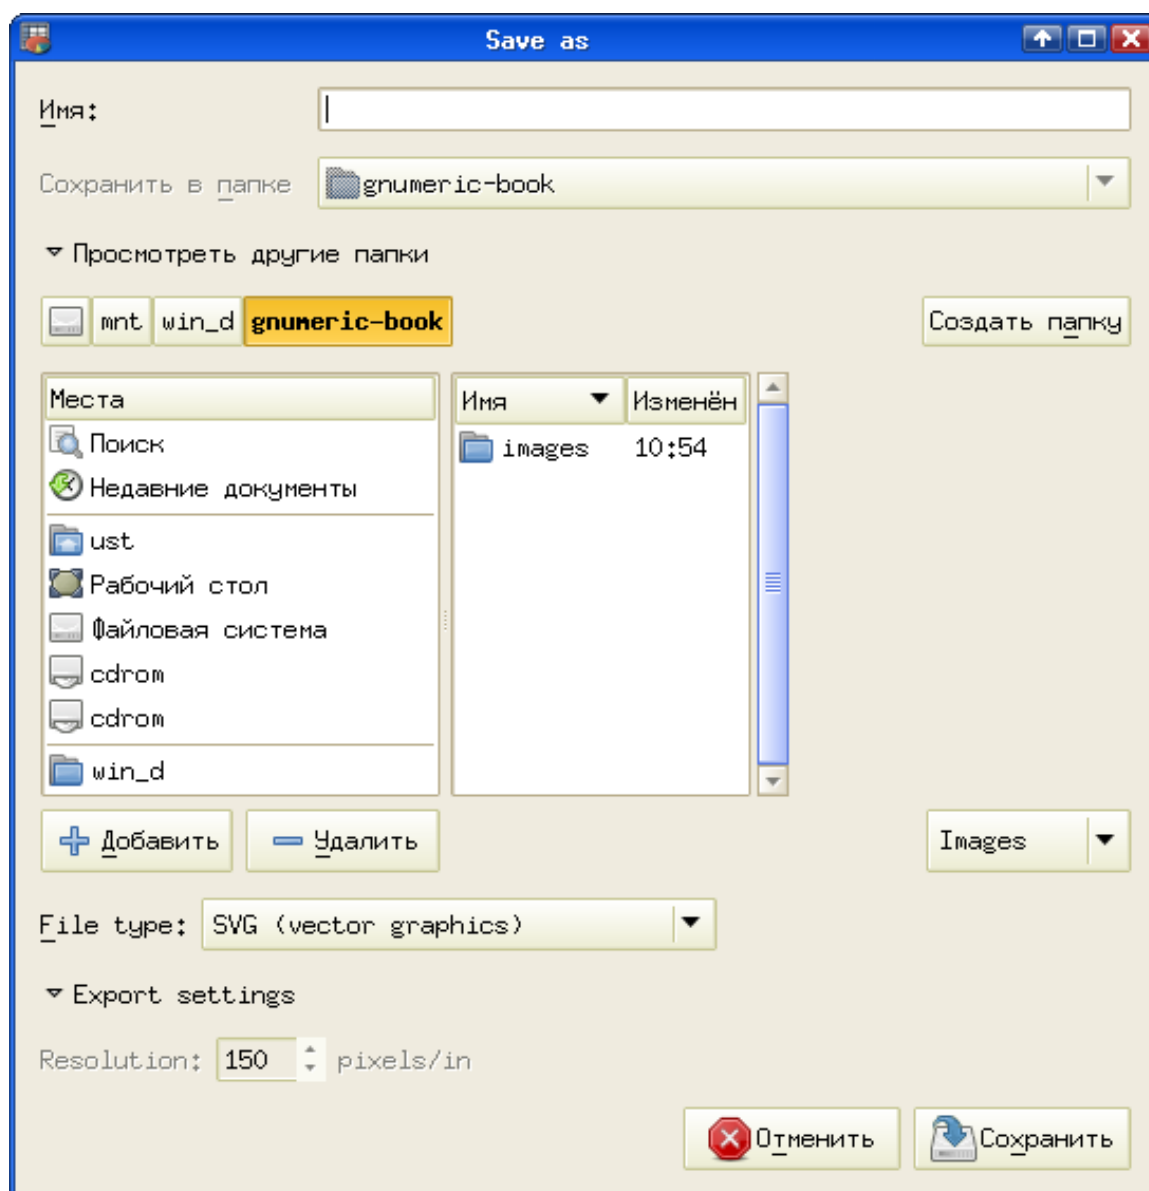 Save as
Имя:
Сохранить в папке gnumeric-book
Просмотреть другие папки
mnt win_d gnumeric-book Создать папку
Места Имя Изменён
Поиск images 10:54
Недавние документы
ust
Рабочий стол
Файловая система
cdrom
cdrom
win_d
Добавить Удалить Images
File type: SVG (vector graphics)
Export settings
Resolution: 150 pixels/in
Отменить Сохранить